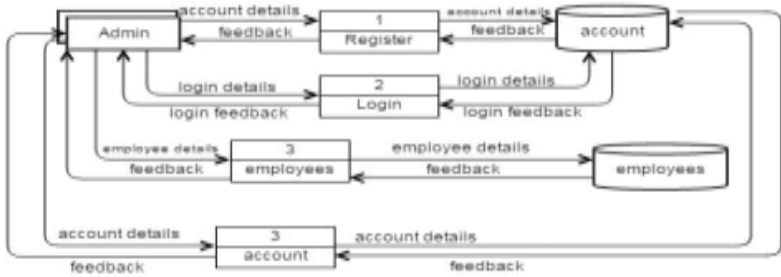 account details
1
account details
Admin
feedback
Register
feedback
account
login details
2
login details
login feedback
Login
login feedback
employee details
3
employee details
feedback
employees
feedback
employees
account details
3
account details
feedback
account
feedback